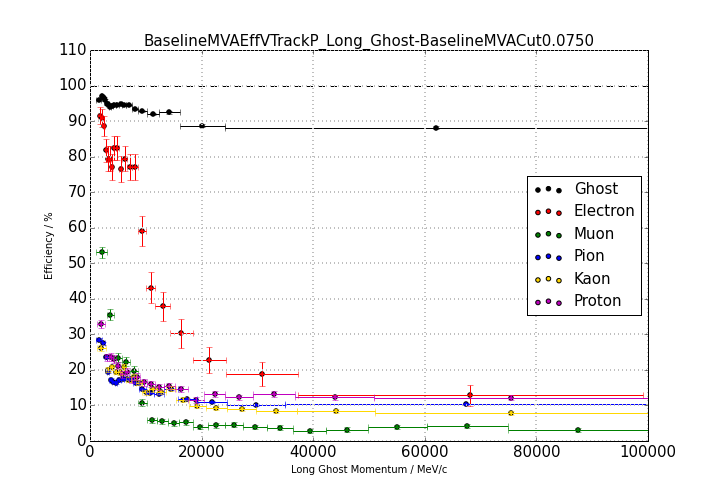 BaselineMVAEffVTrackP_Long_Ghost-BaselineMVACut0.0750
110
100
90
80
70
60
50
40
30
20
10
0
Efficiency / %
Ghost
Electron
Muon
Pion
Kaon
Proton
0 20000 40000 60000 80000 100000
Long Ghost Momentum / MeV/c